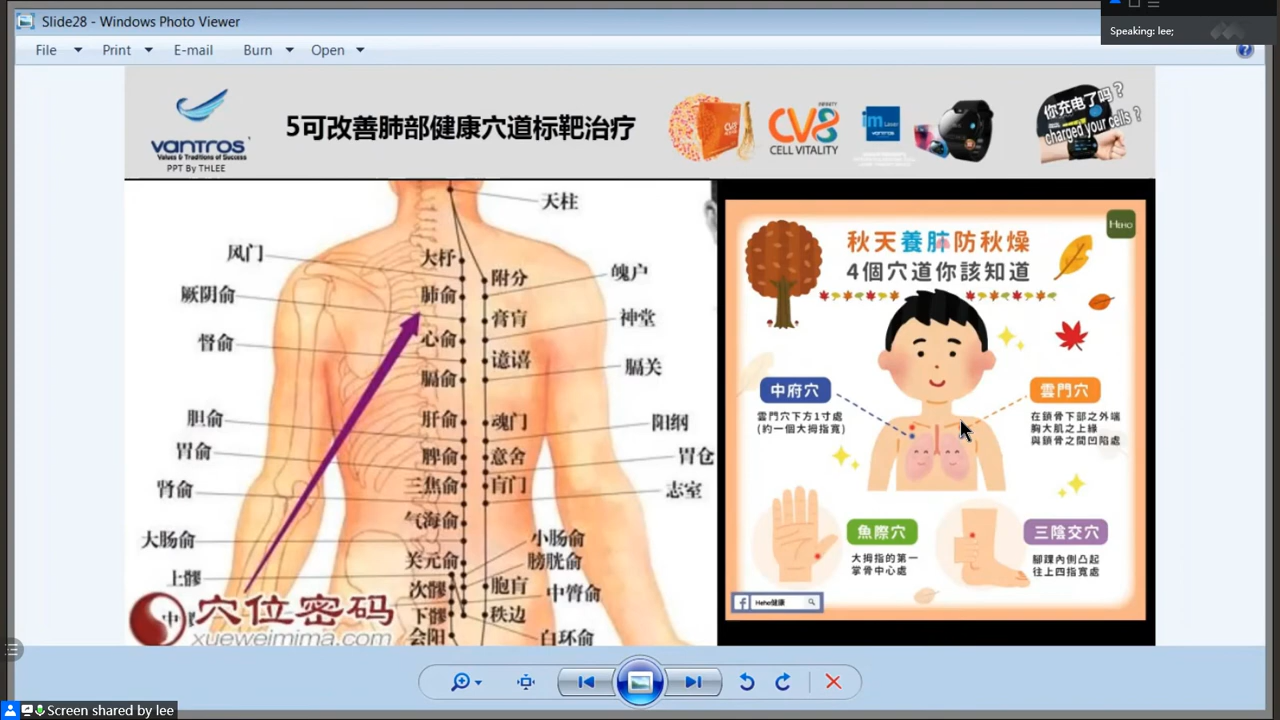 Slide28 - Windows Photo Viewer
Speaking: lee;
File Print E-mail Burn Open
vantros
Values & Traditions of Success
PPT By THLEE
5可改善肺部健康穴道标靶治疗
CV8
INFINITY
CV8
CELL VITALITY
im
vantros
你充电了吗？
charged your cells ?
天柱
风门
大杼
附分
魄户
厥阴俞
肺俞
膏肓
神堂
督俞
心俞
譩譆
膈关
膈俞
胆俞
肝俞
魂门
阳纲
胃俞
脾俞
意舍
胃仓
肾俞
三焦俞
肓门
志室
气海俞
大肠俞
小肠俞
关元俞
膀胱俞
上髎
次髎
胞肓
中膂俞
中
下髎
秩边
会阳
白环俞
穴位密码
xueweimima.com
HEHO
秋天養肺防秋燥
4個穴道你該知道
中府穴
雲門穴下方1寸處
(約一個大拇指寬)
雲門穴
在鎖骨下部之外端
胸大肌之上緣
與鎖骨之間凹陷處
魚際穴
大拇指的第一
掌骨中心處
三陰交穴
腳踝內側凸起
往上四指寬處
Heho健康
Screen shared by lee